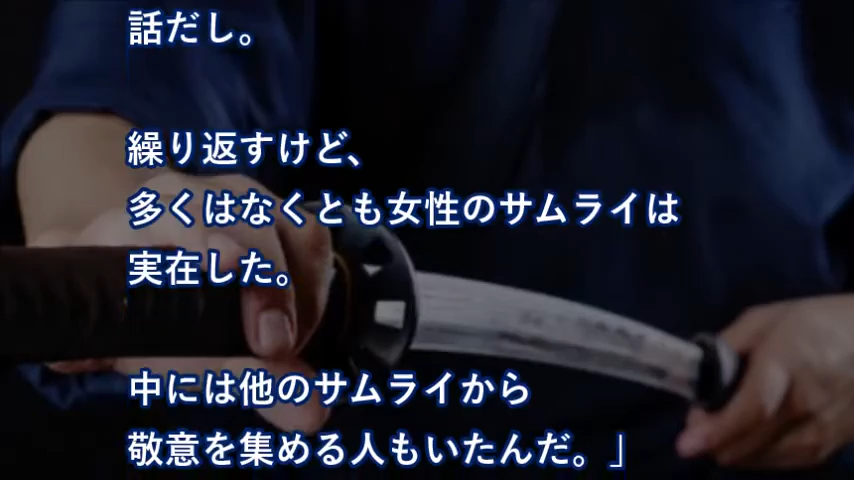 話だし。
繰り返すけど、
多くはなくとも女性のサムライは
実在した。
中には他のサムライから
敬意を集める人もいたんだ。」